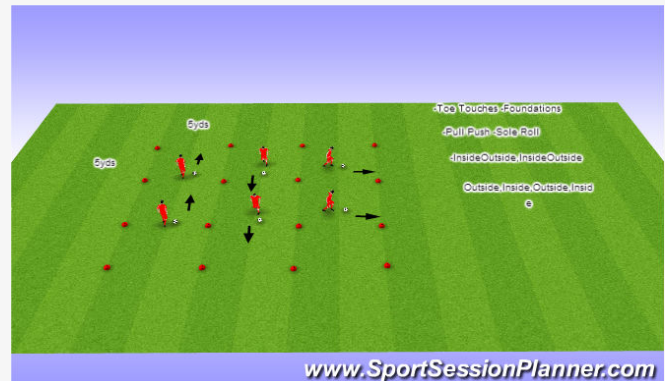 -Toe Touches -Foundations
5yds
-Pull Push -Sole Roll
5yds
-InsideOutside,InsideOutside
Outside,Inside,Outside,Insid
e
www.SportSessionPlanner.com